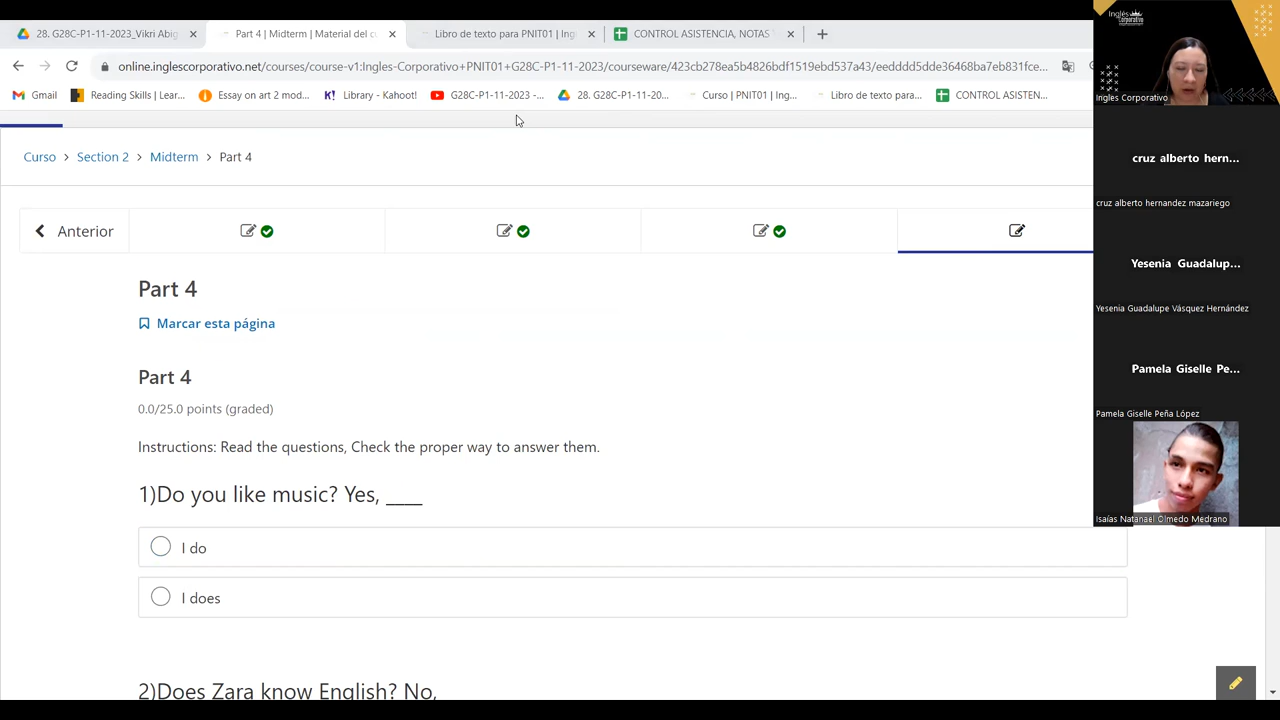 28. G28C-P1-11-2023_Vikri Abig
Part 4 | Midterm | Material del cu
Libro de texto para PNIT01 | Ing
CONTROL ASISTENCIA, NOTAS
online.inglescorporativo.net/courses/course-v1:Ingles-Corporativo+PNIT01+G28C-P1-11-2023/courseware/423cb278ea5b4826bdf1519ebd537a43/eedddd5dde36468ba7eb831fce...
Gmail
Reading Skills | Lear...
Essay on art 2 mod...
Library - Kano...
G28C-P1-11-2023 -...
28. G28C-P1-11-20...
Curso | PNIT01 | Ing...
Libro de texto para...
CONTROL ASISTEN...
Curso > Section 2 > Midterm > Part 4
Anterior
Part 4
Marcar esta página
Part 4
0.0/25.0 points (graded)
Instructions: Read the questions, Check the proper way to answer them.
1)Do you like music? Yes, ____
I do
I does
2)Does Zara know English? No,
Inglés
Corporativo
Ingles Corporativo
cruz alberto hern...
cruz alberto hernandez mazariego
Yesenia Guadalup...
Yesenia Guadalupe Vásquez Hernández
Pamela Giselle Pe...
Pamela Giselle Peña López
Isaías Natanael Olmedo Medrano